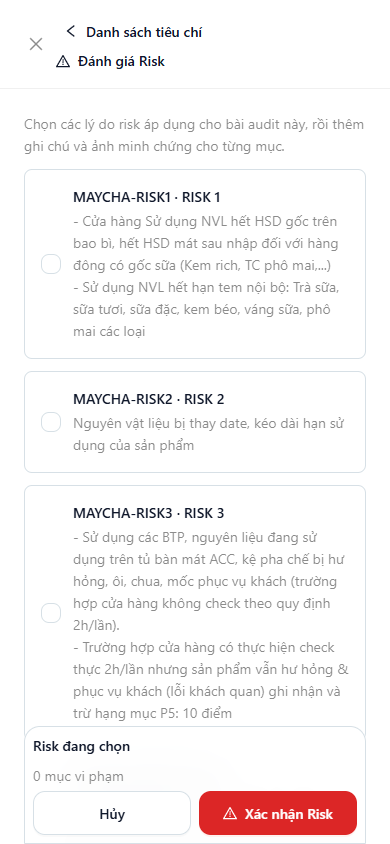 Danh sách tiêu chí
Đánh giá Risk
Chọn các lý do risk áp dụng cho bài audit này, rồi thêm
ghi chú và ảnh minh chứng cho từng mục.
MAYCHA-RISK1 · RISK 1
- Cửa hàng Sử dụng NVL hết HSD gốc trên
bao bì, hết HSD mát sau nhập đối với hàng
đông có gốc sữa (Kem rich, TC phô mai,...)
- Sử dụng NVL hết hạn tem nội bộ: Trà sữa,
sữa tươi, sữa đặc, kem béo, váng sữa, phô
mai các loại
MAYCHA-RISK2 · RISK 2
Nguyên vật liệu bị thay date, kéo dài hạn sử
dụng của sản phẩm
MAYCHA-RISK3 · RISK 3
- Sử dụng các BTP, nguyên liệu đang sử
dụng trên tủ bàn mát ACC, kệ pha chế bị hư
hỏng, ôi, chua, mốc phục vụ khách (trường
hợp cửa hàng không check theo quy định
2h/lần).
- Trường hợp cửa hàng có thực hiện check
thực 2h/lần nhưng sản phẩm vẫn hư hỏng &
phục vụ khách (lỗi khách quan) ghi nhận và
trừ hạng mục P5: 10 điểm
Risk đang chọn
0 mục vi phạm
Hủy
Xác nhận Risk